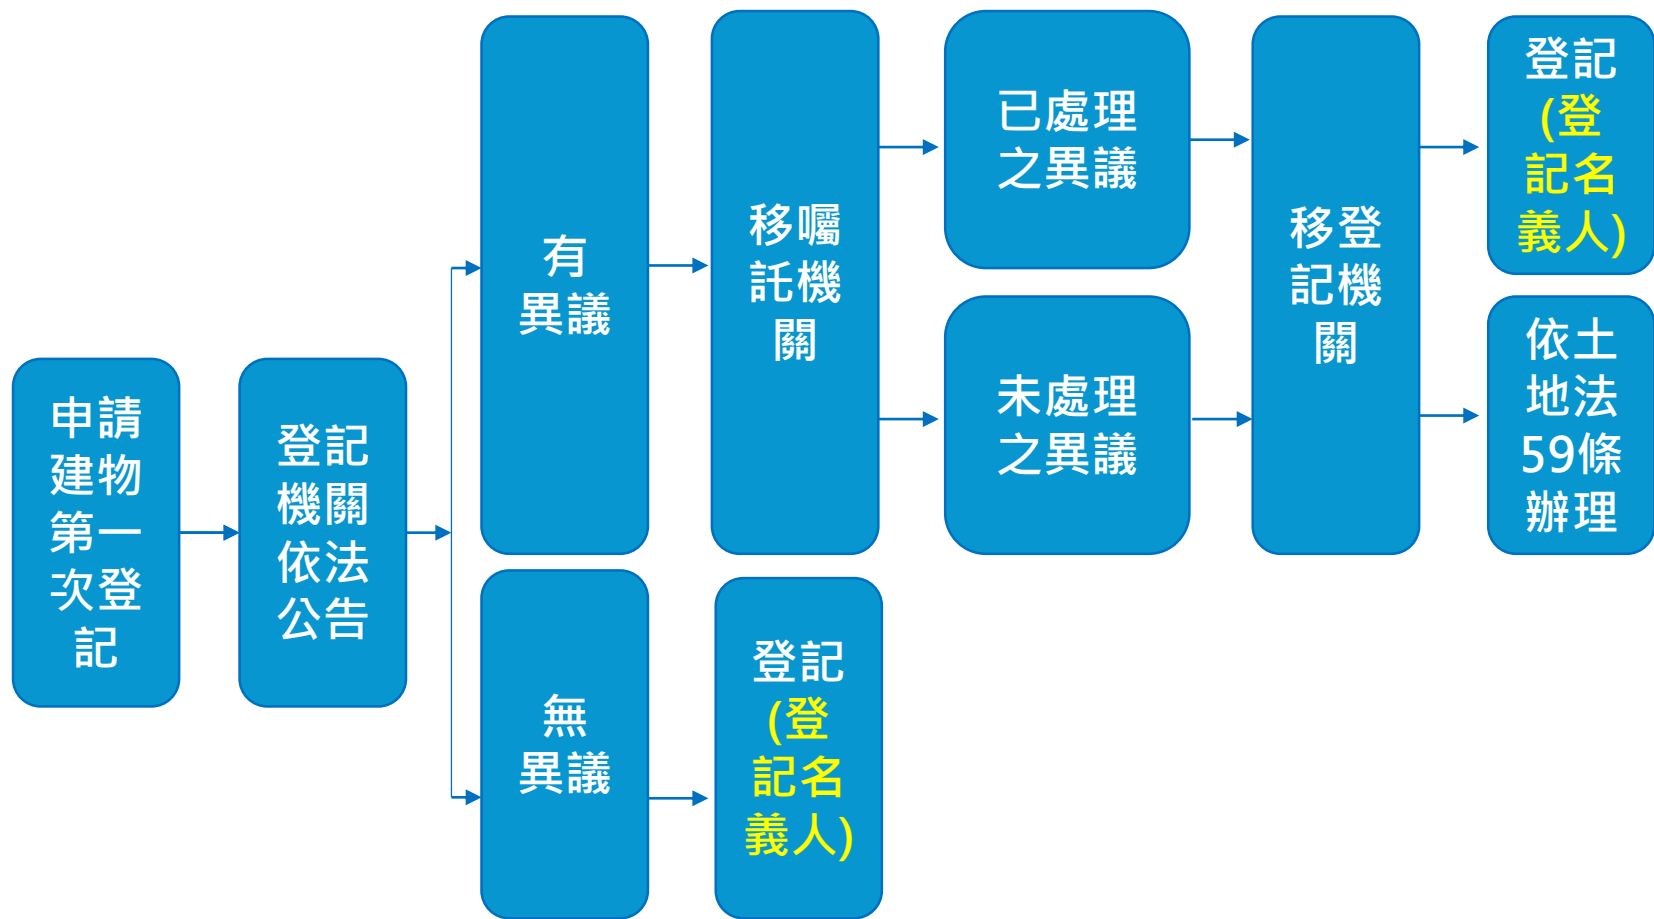 申請
建物
第一
次登
記
登記
機關
依法
公告
有
異議
移囑
託機
關
已處理
之異議
未處理
之異議
移登
記機
關
登記
(登
記名
義人)
依土
地法
59條
辦理
無
異議
登記
(登
記名
義人)